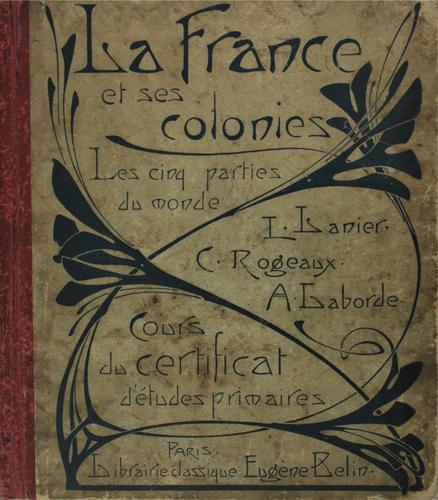 La France
et ses
colonies
Les cinq parties
du monde
L. Lanier.
C. Rogeaux.
A. Laborde.
Cours
du certificat
d'études primaires
PARIS.
Librairie classique Eugène Belin.